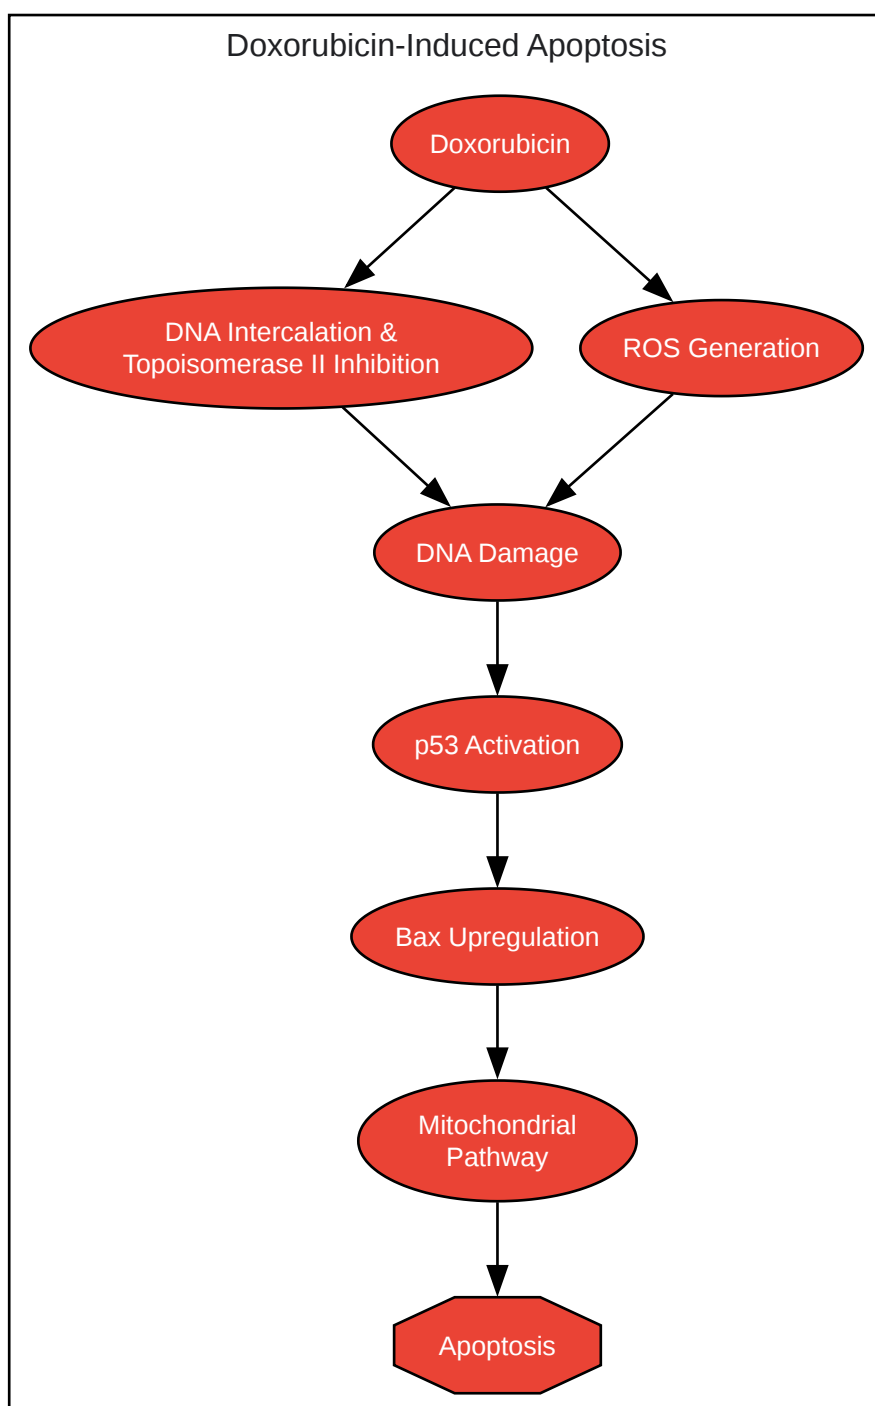 Doxorubicin-Induced Apoptosis
Doxorubicin
DNA Intercalation &
Topoisomerase II Inhibition
ROS Generation
DNA Damage
p53 Activation
Bax Upregulation
Mitochondrial
Pathway
Apoptosis